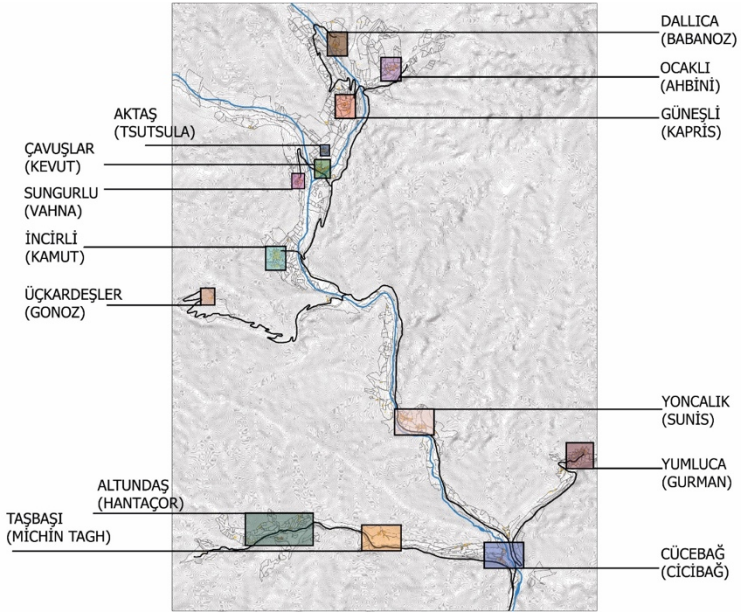 DALLICA
(BABANOZ)
OCAKLI
(AHBİNİ)
GÜNEŞLİ
(KAPRİS)
AKTAŞ
(TSUTSULA)
ÇAVUŞLAR
(KEVUT)
SUNGURLU
(VAHNA)
İNCİRLİ
(KAMUT)
ÜÇKARDEŞLER
(GONOZ)
YONCALIK
(SUNİS)
YUMLUCA
(GURMAN)
ALTUNDAŞ
(HANTAÇOR)
TAŞBAŞI
(MİCHİN TAGH)
CÜCEBAĞ
(CİCİBAĞ)